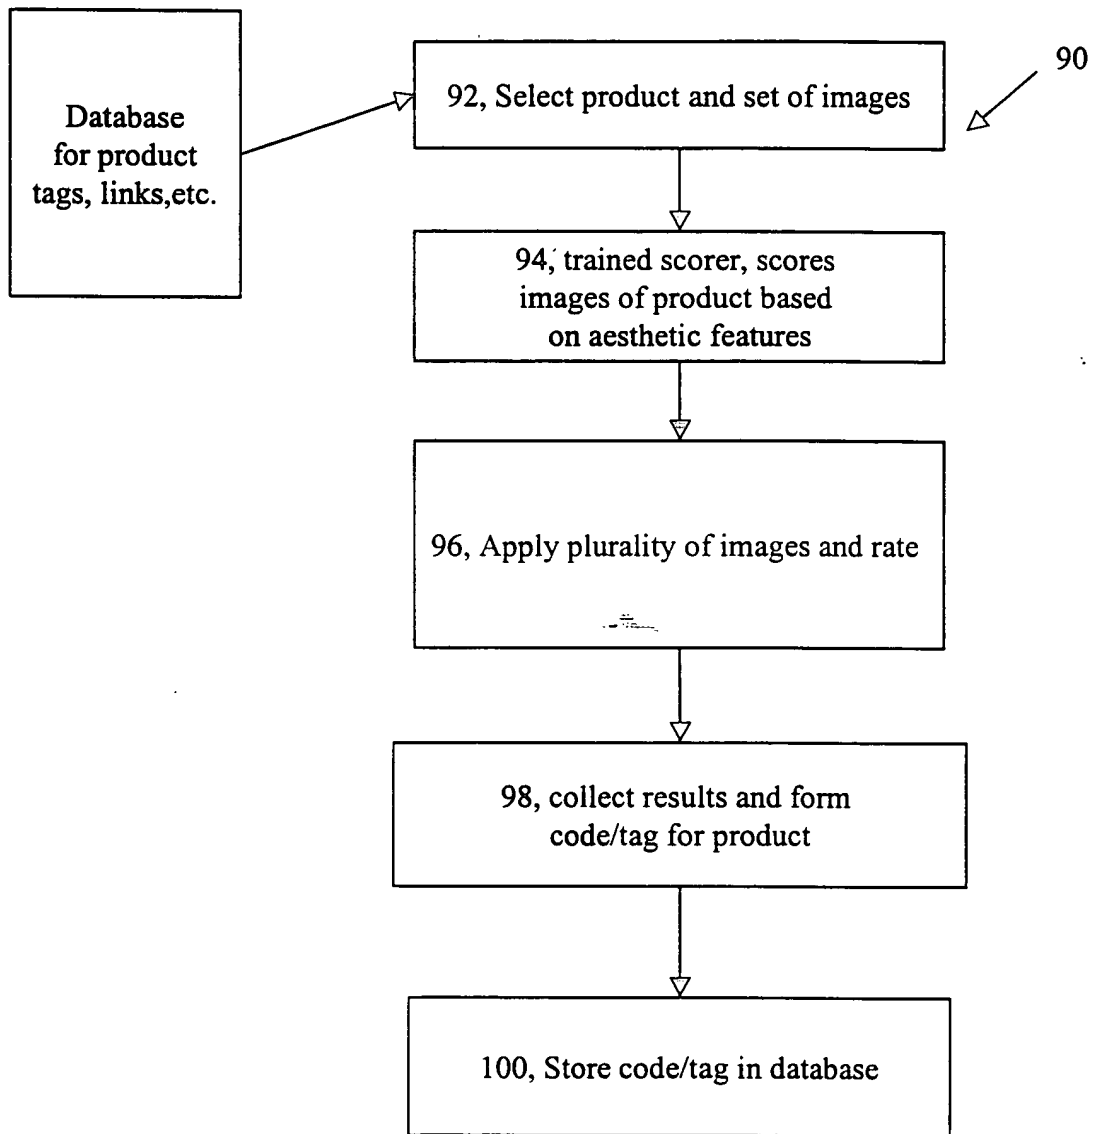 90
Database
for product
tags, links,etc.
92, Select product and set of images
94, trained scorer, scores
images of product based
on aesthetic features
96, Apply plurality of images and rate
98, collect results and form
code/tag for product
100, Store code/tag in database